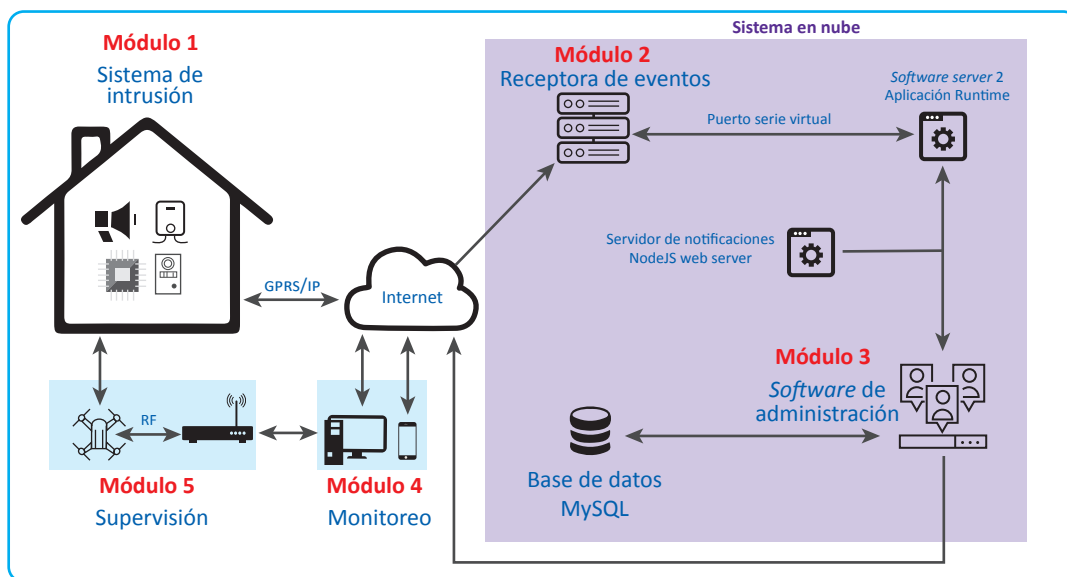 Sistema en nube
Módulo 1
Sistema de
intrusión
Módulo 2
Receptora de eventos
Software server 2
Aplicación Runtime
Puerto serie virtual
Servidor de notificaciones
NodeJS web server
GPRS/IP
Internet
Módulo 3
Software de
administración
RF
Base de datos
MySQL
Módulo 5
Supervisión
Módulo 4
Monitoreo